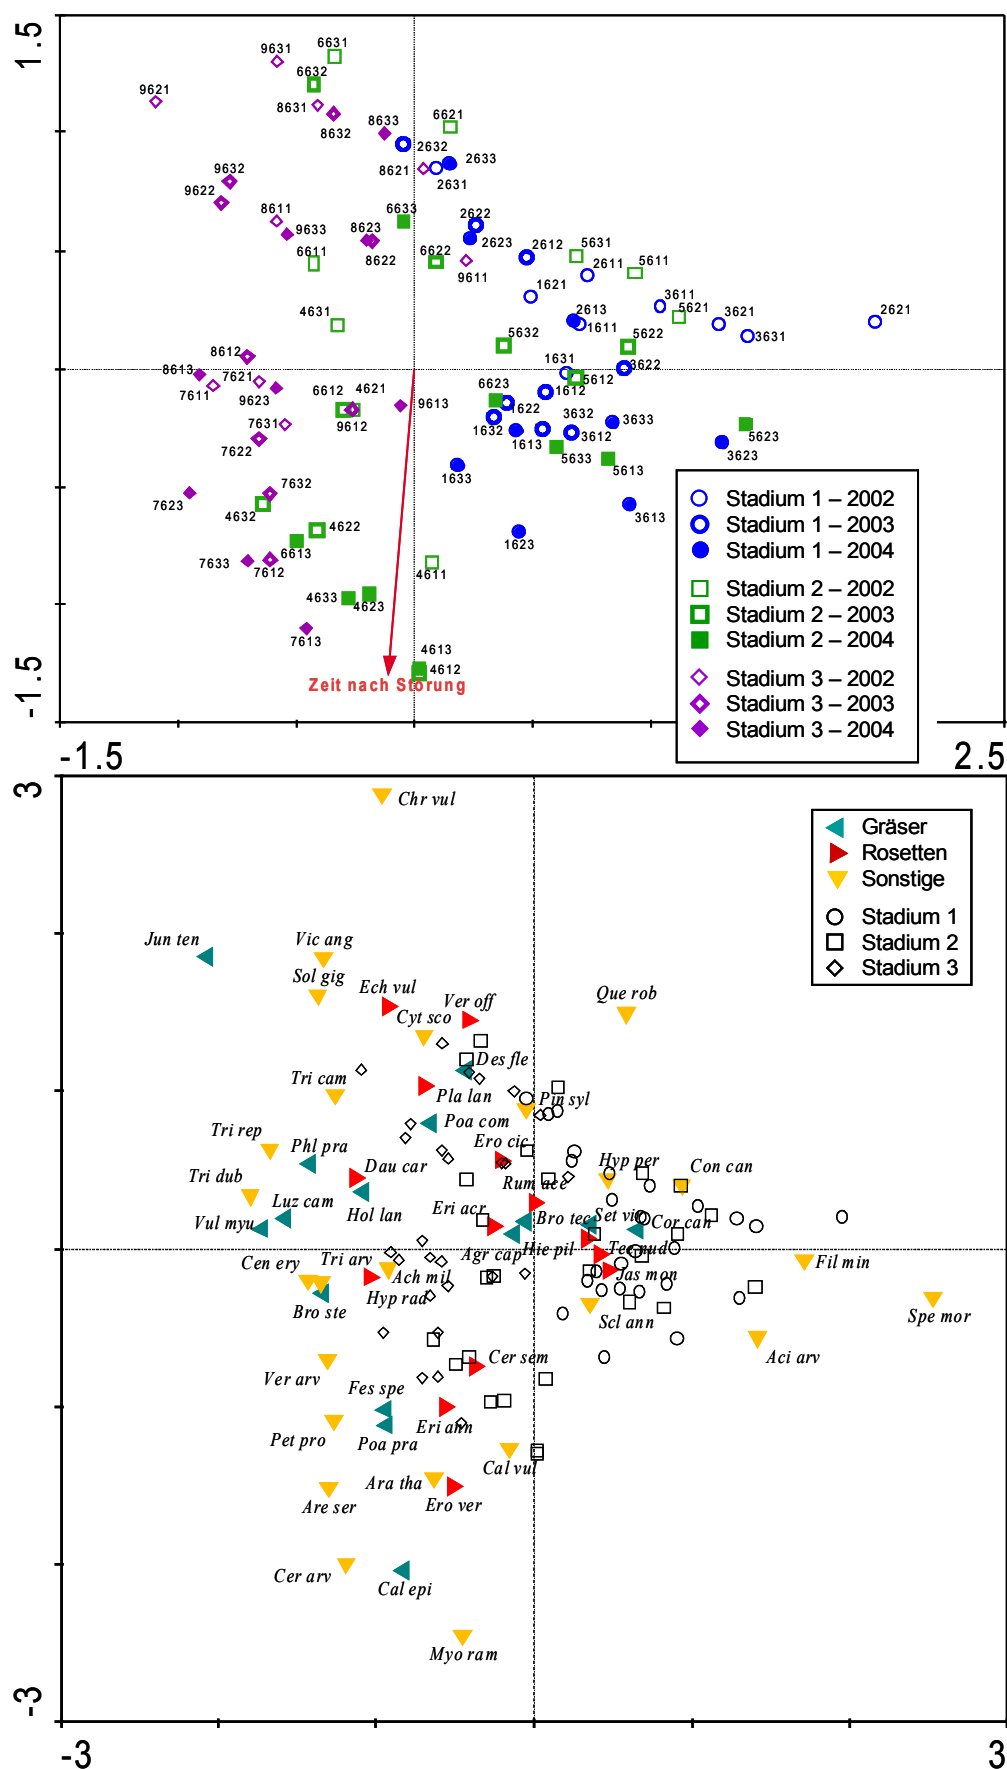 1.5
6631
9631
6632
9621
8631
8632
8633
6621
2632
2633
8621
2631
9632
9622
8611
9633
6633
2622
6611
8623
8622
2623
6622
9611
2612
5631
2611
5611
1621
4631
2613
1611
3611
5621
3621
3631
2621
5632
5622
8612
8613
7621
7611
9623
1631
5612
3622
1612
6612
4621
9612
9613
6623
1622
7631
7622
1632
1613
3632
3612
3633
5623
3623
5633
5613
1633
7623
7632
4632
4622
3613
6613
1623
7633
7612
4611
4633
4623
7613
4613
4612
Zeit nach Störung
-1.5
-1.5
2.5
Stadium 1 – 2002
Stadium 1 – 2003
Stadium 1 – 2004
Stadium 2 – 2002
Stadium 2 – 2003
Stadium 2 – 2004
Stadium 3 – 2002
Stadium 3 – 2003
Stadium 3 – 2004
3
Chr vul
Gräser
Rosetten
Sonstige
Stadium 1
Stadium 2
Stadium 3
Jun ten
Vic ang
Sol gig
Ech vul
Ver off
Que rob
Cyt sco
Des fle
Tri cam
Pla lan
Pin syl
Poa com
Tri rep
Phl pra
Ero cic
Dau car
Hyp per
Con can
Tri dub
Rum ace
Luz cam
Hol lan
Eri acr
Vul myu
Bro tec
Set vir
Cor can
Cen ery
Tri arv
Agr cap
Hie pil
Tee nud
Fil min
Ach mil
Jas mon
Hyp rad
Bro ste
Scl ann
Spe mor
Ver arv
Cer sem
Aci arv
Fes spe
Eri ann
Pet pro
Poa pra
Cal vul
Ara tha
Are ser
Ero ver
Cer arv
Cal epi
Myo ram
-3
-3
3